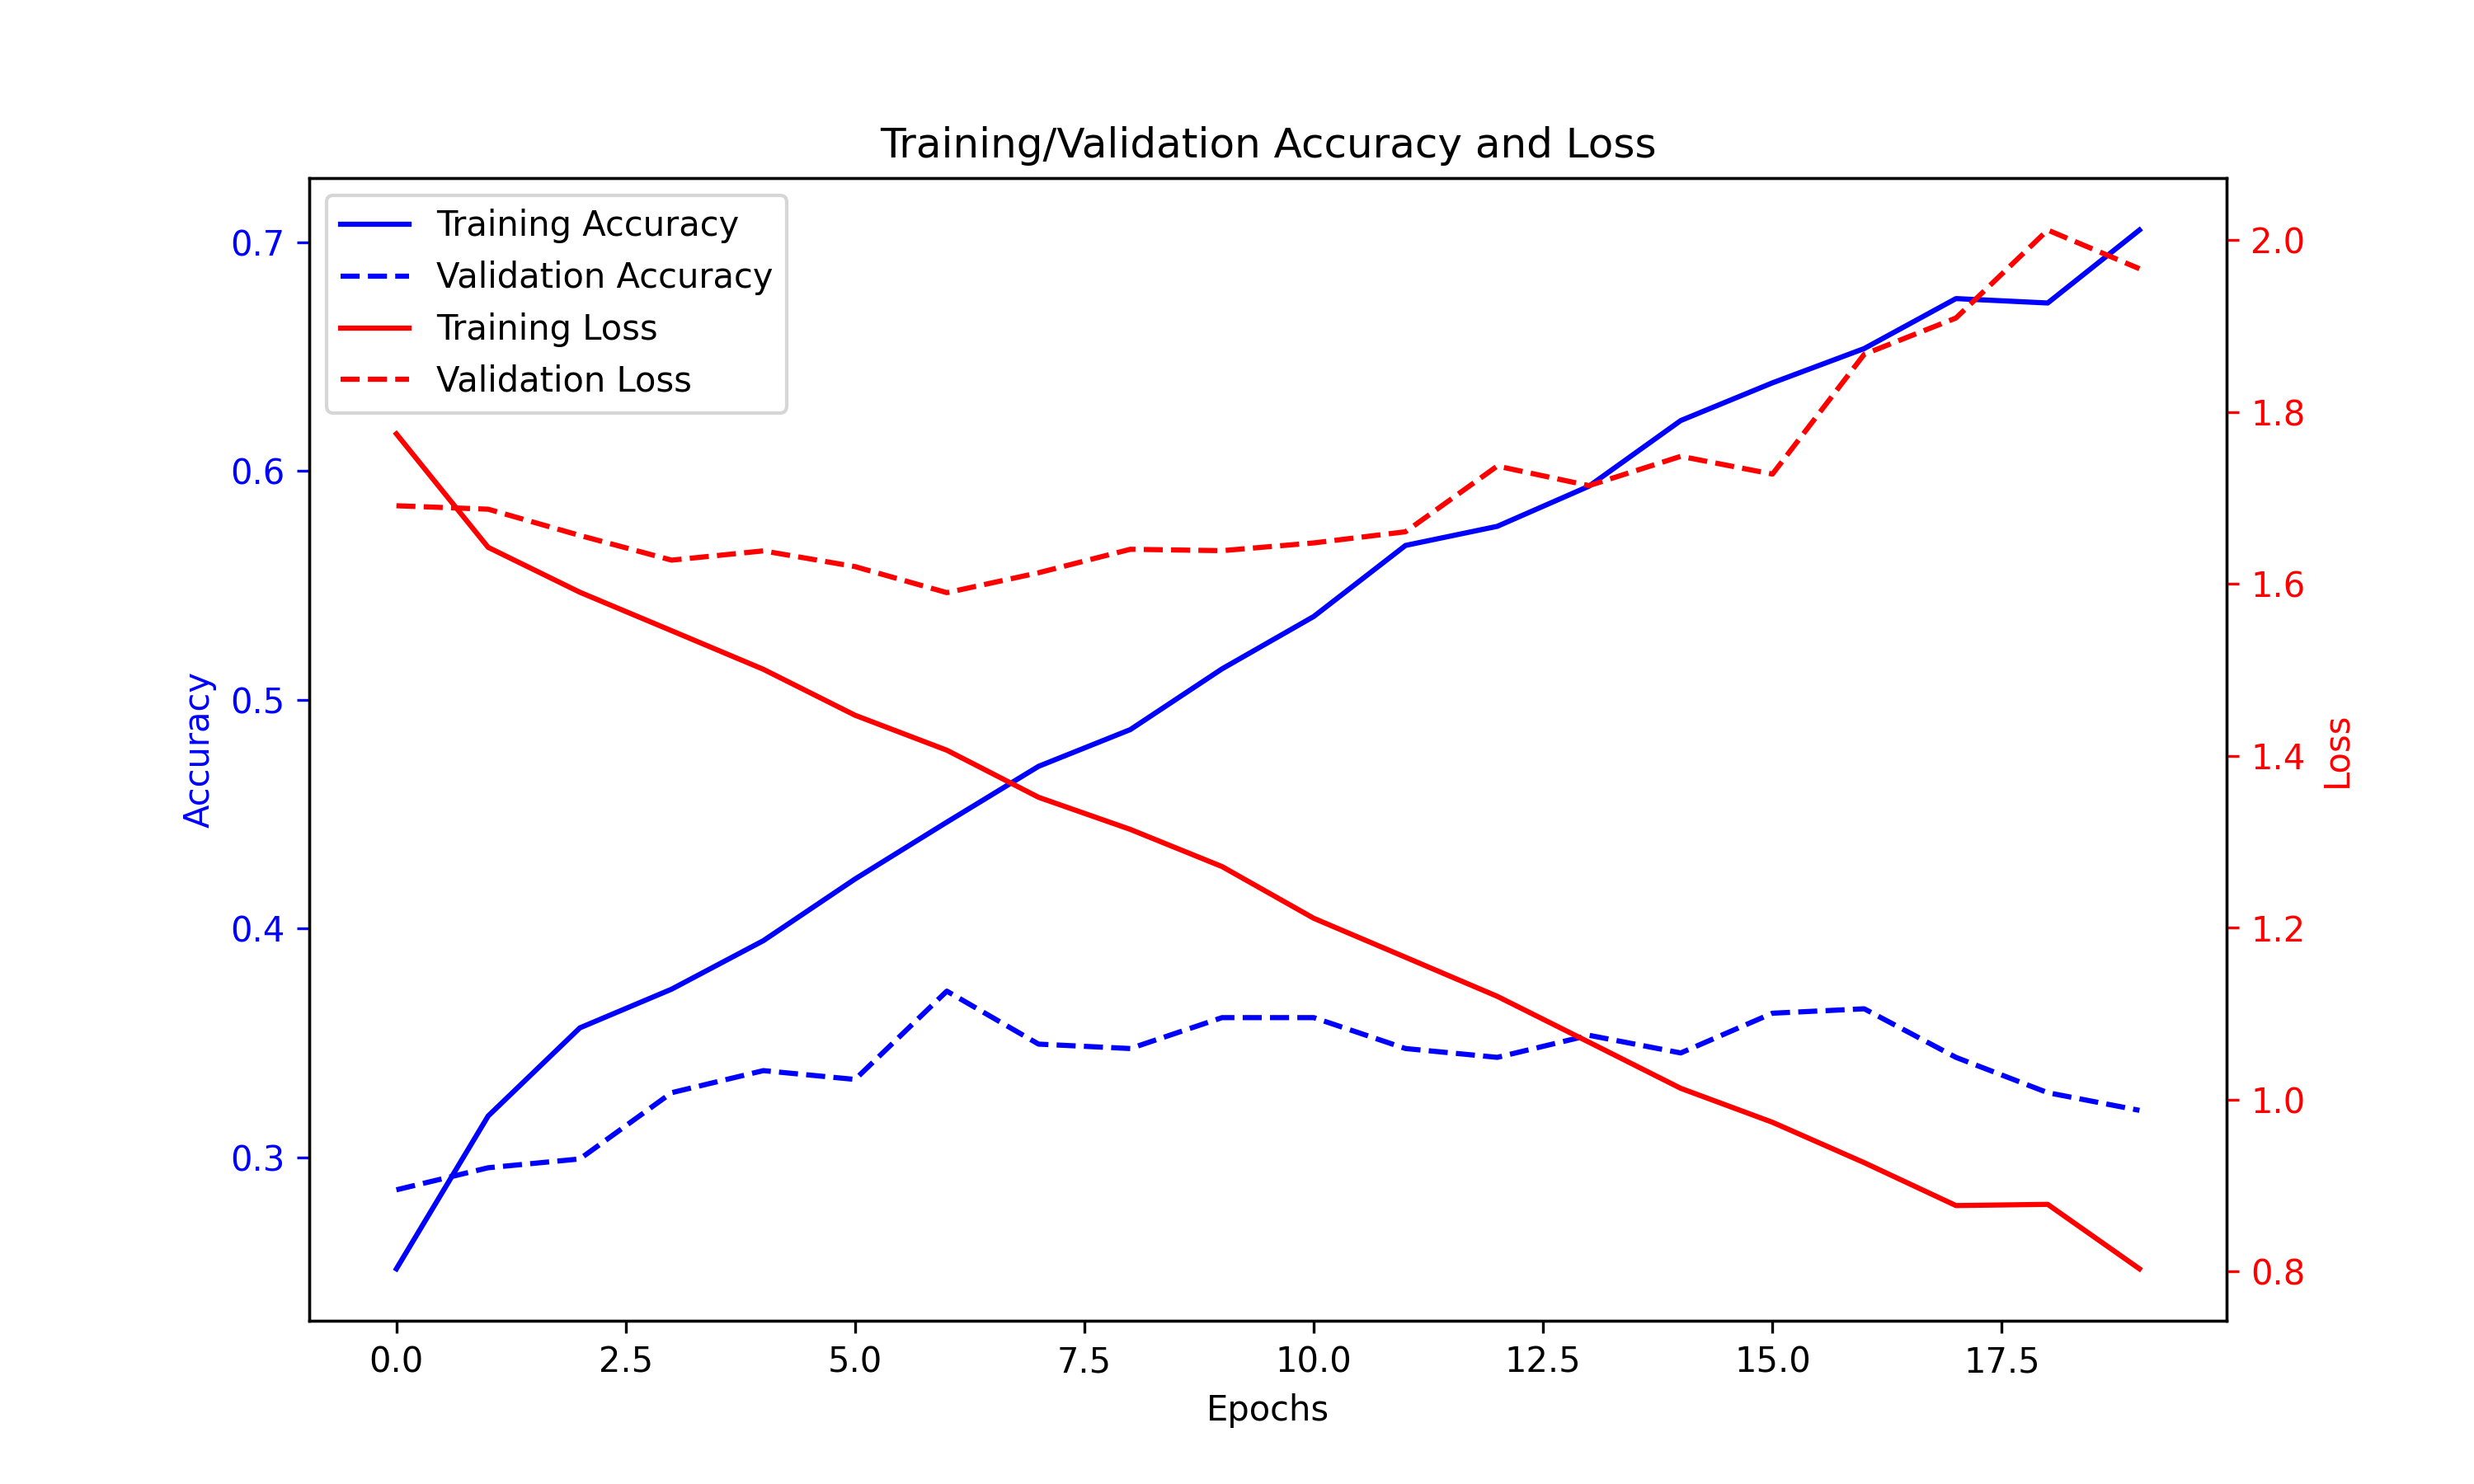 Training/Validation Accuracy and Loss
Training Accuracy
Validation Accuracy
Training Loss
Validation Loss
Accuracy
0.7
0.6
0.5
0.4
0.3
2.0
1.8
1.6
1.4
1.2
1.0
0.8
Loss
0.0 2.5 5.0 7.5 10.0 12.5 15.0 17.5
Epochs